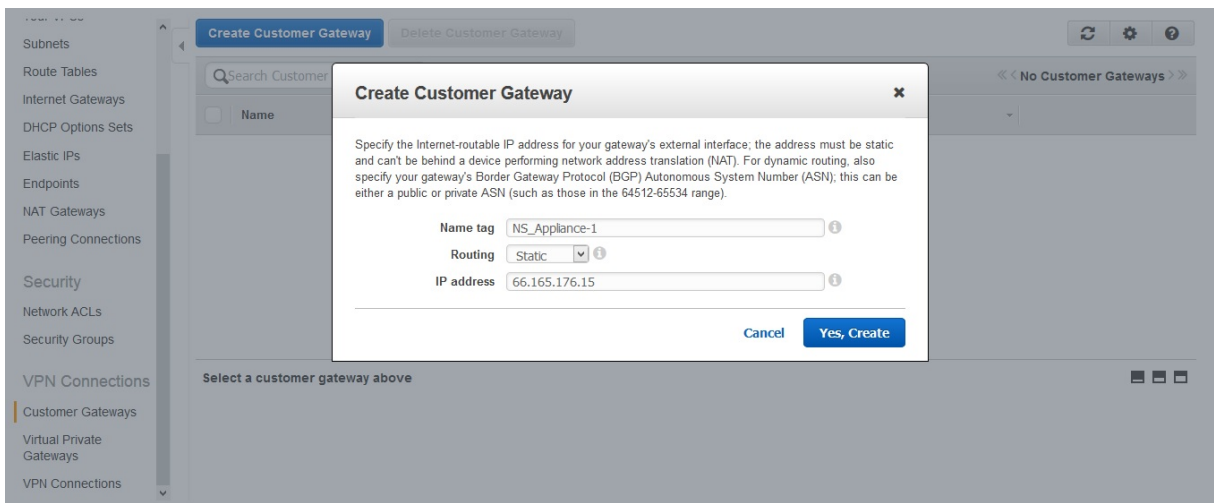 Subnets
Route Tables
Internet Gateways
DHCP Options Sets
Elastic IPs
Endpoints
NAT Gateways
Peering Connections
Security
Network ACLs
Security Groups
VPN Connections
Customer Gateways
Virtual Private
Gateways
VPN Connections
Create Customer Gateway
Delete Customer Gateway
Search Customer
No Customer Gateways
Name
Create Customer Gateway
Specify the Internet-routable IP address for your gateway's external interface; the address must be static
and can't be behind a device performing network address translation (NAT). For dynamic routing, also
specify your gateway's Border Gateway Protocol (BGP) Autonomous System Number (ASN); this can be
either a public or private ASN (such as those in the 64512-65534 range).
Name tag NS_Appliance-1
Routing Static
IP address 66.165.176.15
Cancel Yes, Create
Select a customer gateway above